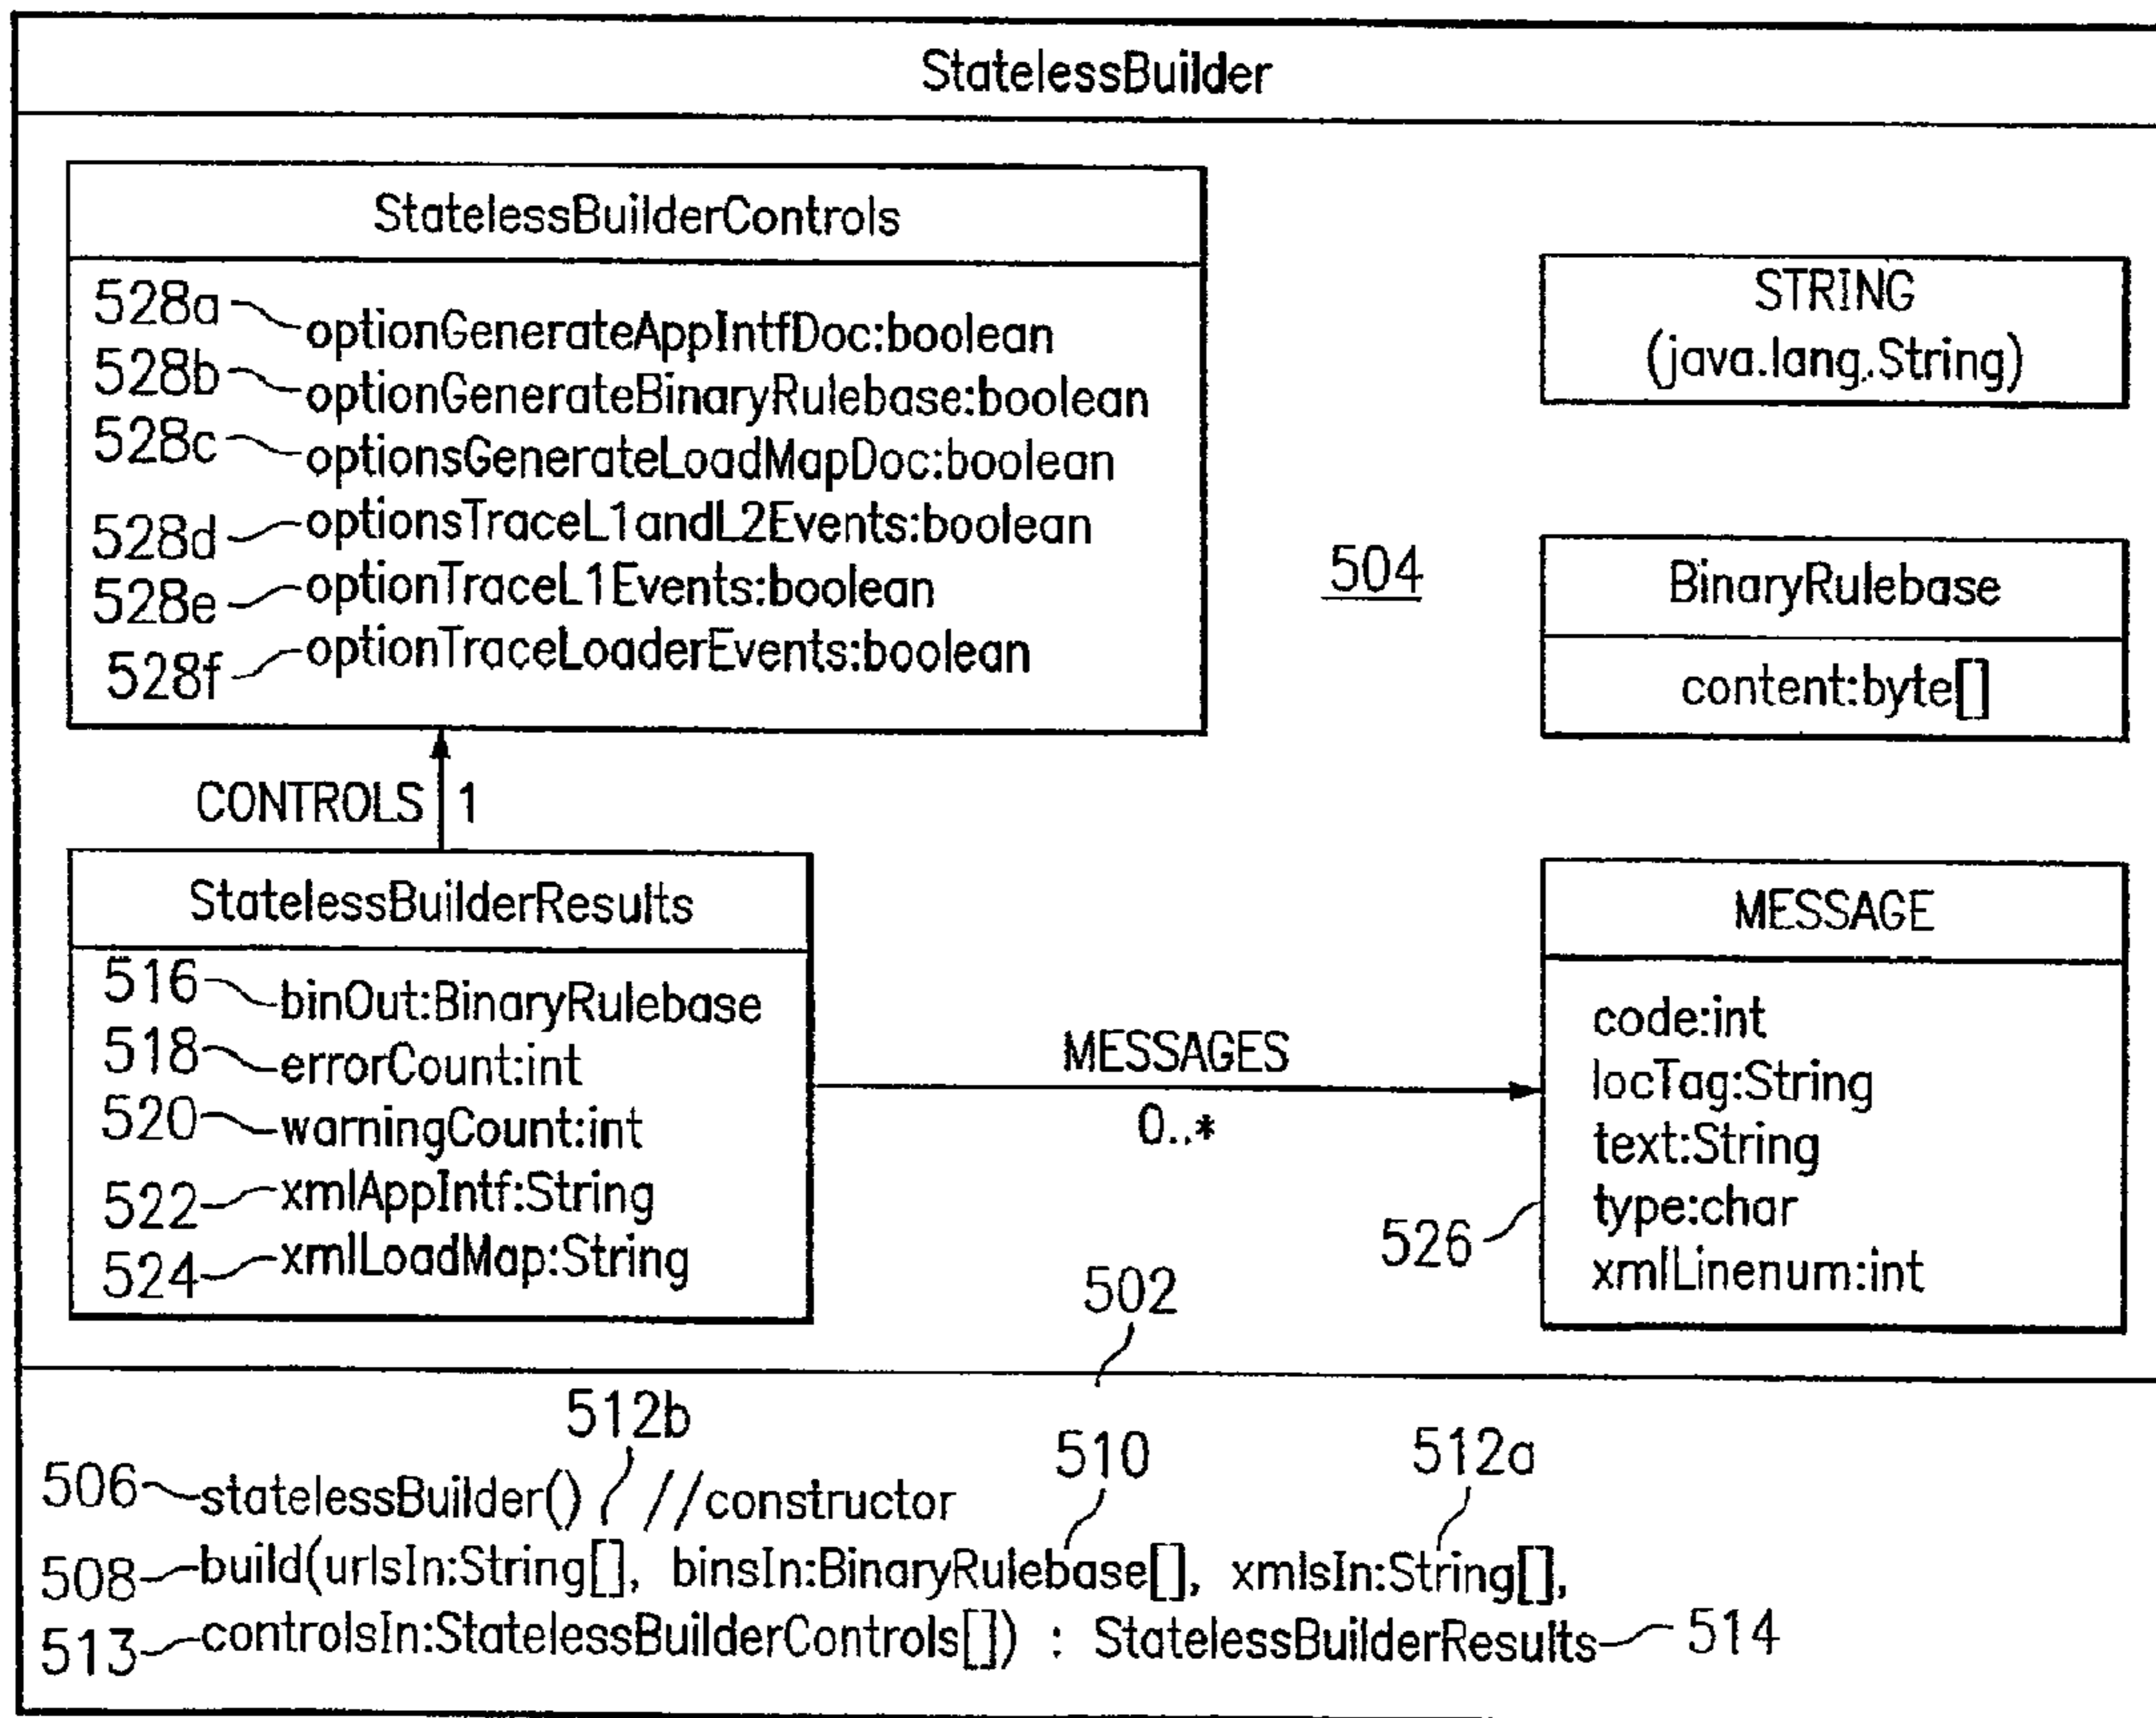 StatelessBuilder
StatelessBuilderControls
528a optionGenerateAppIntfDoc:boolean
528b optionGenerateBinaryRulebase:boolean
528c optionsGenerateLoadMapDoc:boolean
528d optionsTraceL1andL2Events:boolean
528e optionTraceL1Events:boolean
528f optionTraceLoaderEvents:boolean
STRING
(java.lang.String)
504
BinaryRulebase
content:byte[]
CONTROLS 1
StatelessBuilderResults
516 binOut:BinaryRulebase
518 errorCount:int
520 warningCount:int
522 xmlAppIntf:String
524 xmlLoadMap:String
MESSAGES
0..*
MESSAGE
code:int
locTag:String
text:String
type:char
xmlLinenum:int
526
502
512b 510 512a
506 statelessBuilder() //constructor
508 build(urlsIn:String[], binsIn:BinaryRulebase[], xmlsIn:String[],
513 controlsIn:StatelessBuilderControls[]) : StatelessBuilderResults 514